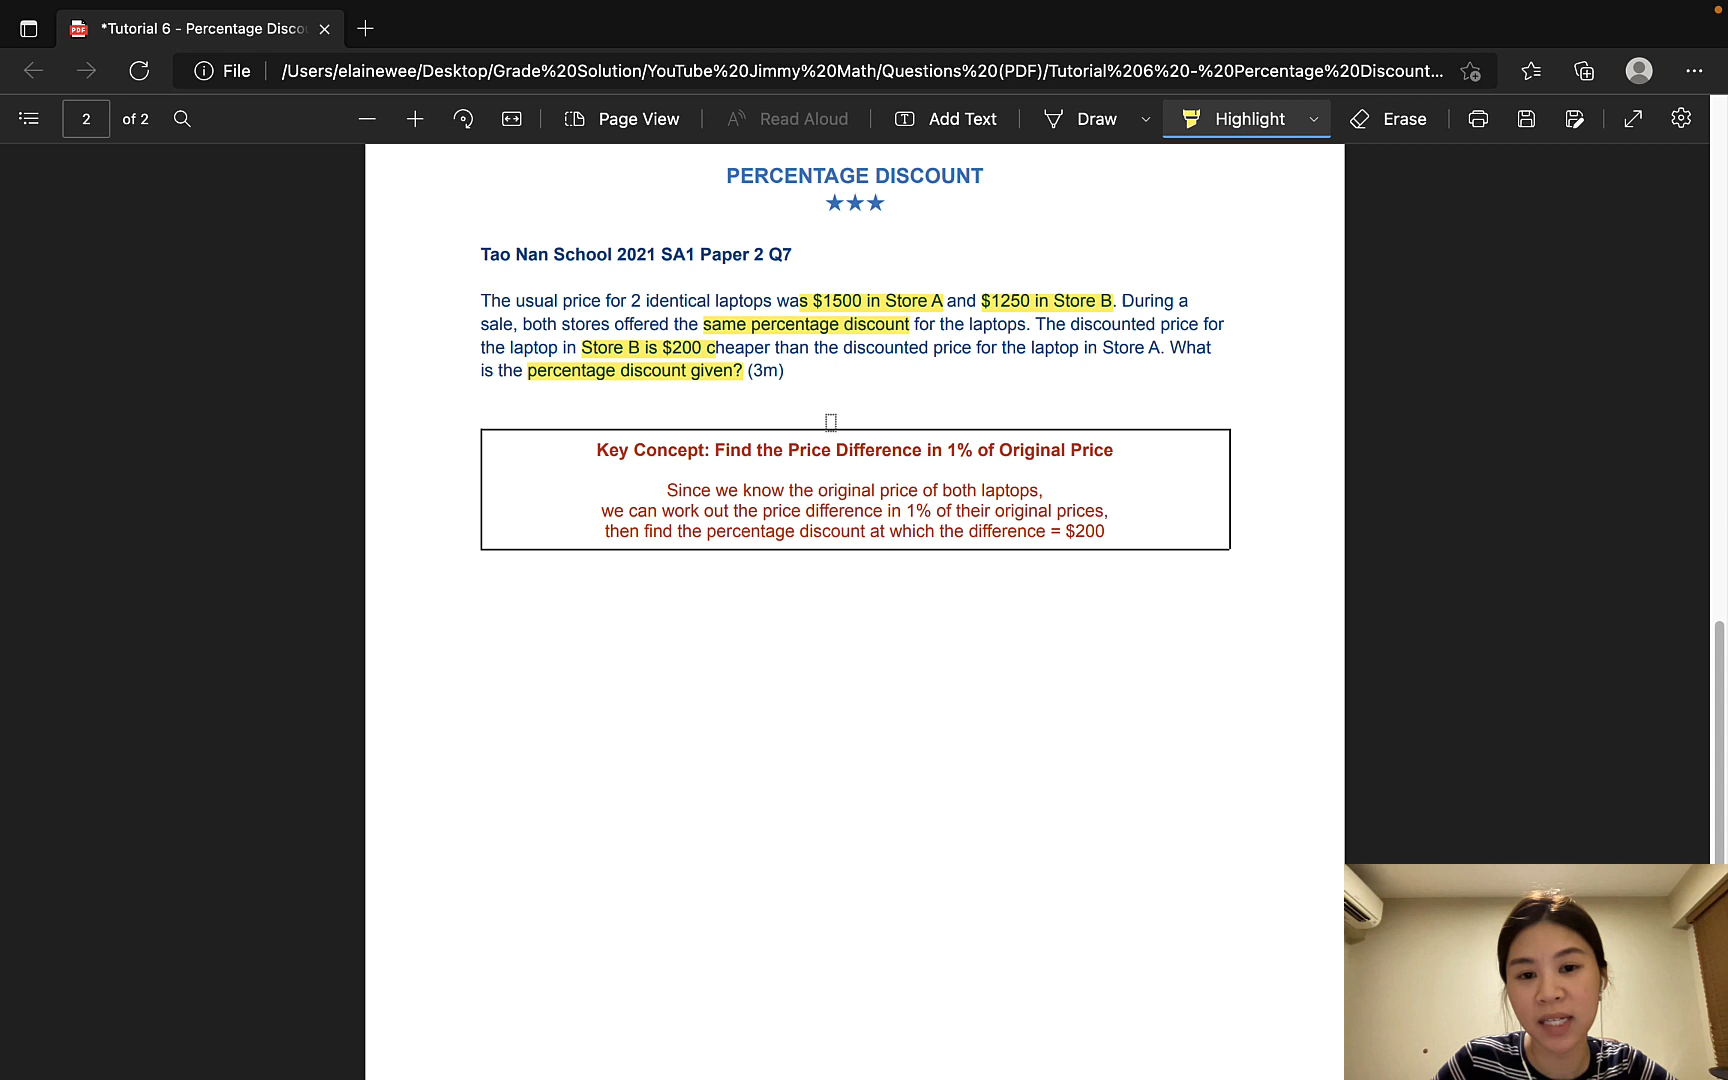 *Tutorial 6 - Percentage Disco
File
/Users/elainewee/Desktop/Grade%20Solution/YouTube%20Jimmy%20Math/Questions%20(PDF)/Tutorial%206%20-%20Percentage%20Discount...
2 of 2
Page View
Read Aloud
Add Text
Draw
Highlight
Erase
PERCENTAGE DISCOUNT
★★★
Tao Nan School 2021 SA1 Paper 2 Q7
The usual price for 2 identical laptops was $1500 in Store A and $1250 in Store B. During a
sale, both stores offered the same percentage discount for the laptops. The discounted price for
the laptop in Store B is $200 cheaper than the discounted price for the laptop in Store A. What
is the percentage discount given? (3m)
Key Concept: Find the Price Difference in 1% of Original Price
Since we know the original price of both laptops,
we can work out the price difference in 1% of their original prices,
then find the percentage discount at which the difference = $200